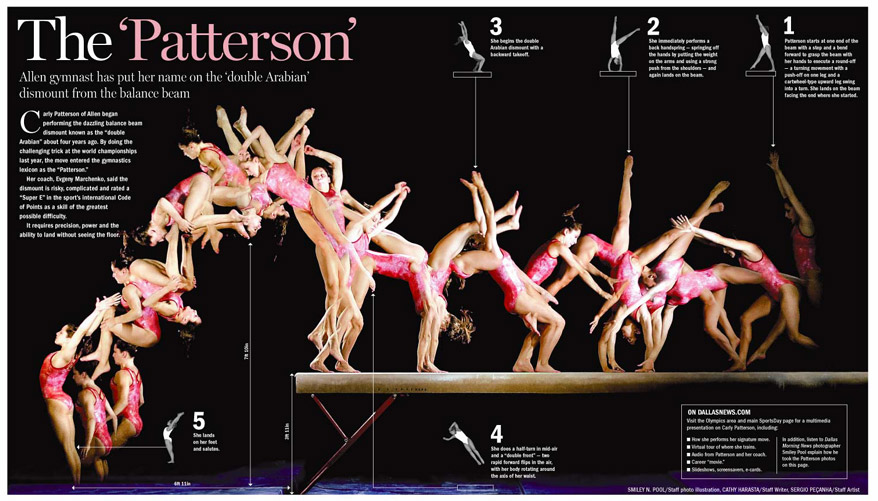 The ‘Patterson’
Allen gymnast has put her name on the ‘double Arabian’
dismount from the balance beam
Carly Patterson of Allen began
performing the dazzling balance beam
dismount known as the “double
Arabian” about four years ago. By doing the
challenging trick at the world championships
last year, the move entered the gymnastics
lexicon as the “Patterson.”
Her coach, Evgeny Marchenko, said the
dismount is risky, complicated and rated a
“Super E” in the sport’s international Code
of Points as a skill of the greatest
possible difficulty.
It requires precision, power and the
ability to land without seeing the floor.
3
She begins the double
Arabian dismount with a
backward takeoff.
2
She immediately performs a
back handspring — springing off
the hands by putting the weight
on the arms and using a strong
push from the shoulders — and
again lands on the beam.
1
Patterson starts at one end of the
beam with a step and a bend
forward to grasp the beam with
her hands to execute a round-off
— a turning movement with a
push-off on one leg and a
cartwheel-type upward leg swing
into a turn. She lands on the beam
facing the end where she started.
7ft 10in
3ft 11in
5
She lands
on her feet
and salutes.
6ft 11in
4
She does a half-turn in mid-air
and a “double front” — two
rapid forward flips in the air,
with her body rotating around
the axis of her waist.
ON DALLASNEWS.COM
Visit the Olympics area and main SportsDay page for a multimedia
presentation on Carly Patterson, including:
■ How she performs her signature move.
■ Virtual tour of where she trains.
■ Audio from Patterson and her coach.
■ Career “movie.”
■ Slideshows, screensavers, e-cards.
In addition, listen to Dallas
Morning News photographer
Smiley Pool explain how he
took the Patterson photos
on this page.
SMILEY N. POOL/Staff photo illustration, CATHY HARASTA/Staff Writer, SERGIO PEÇANHA/Staff Artist